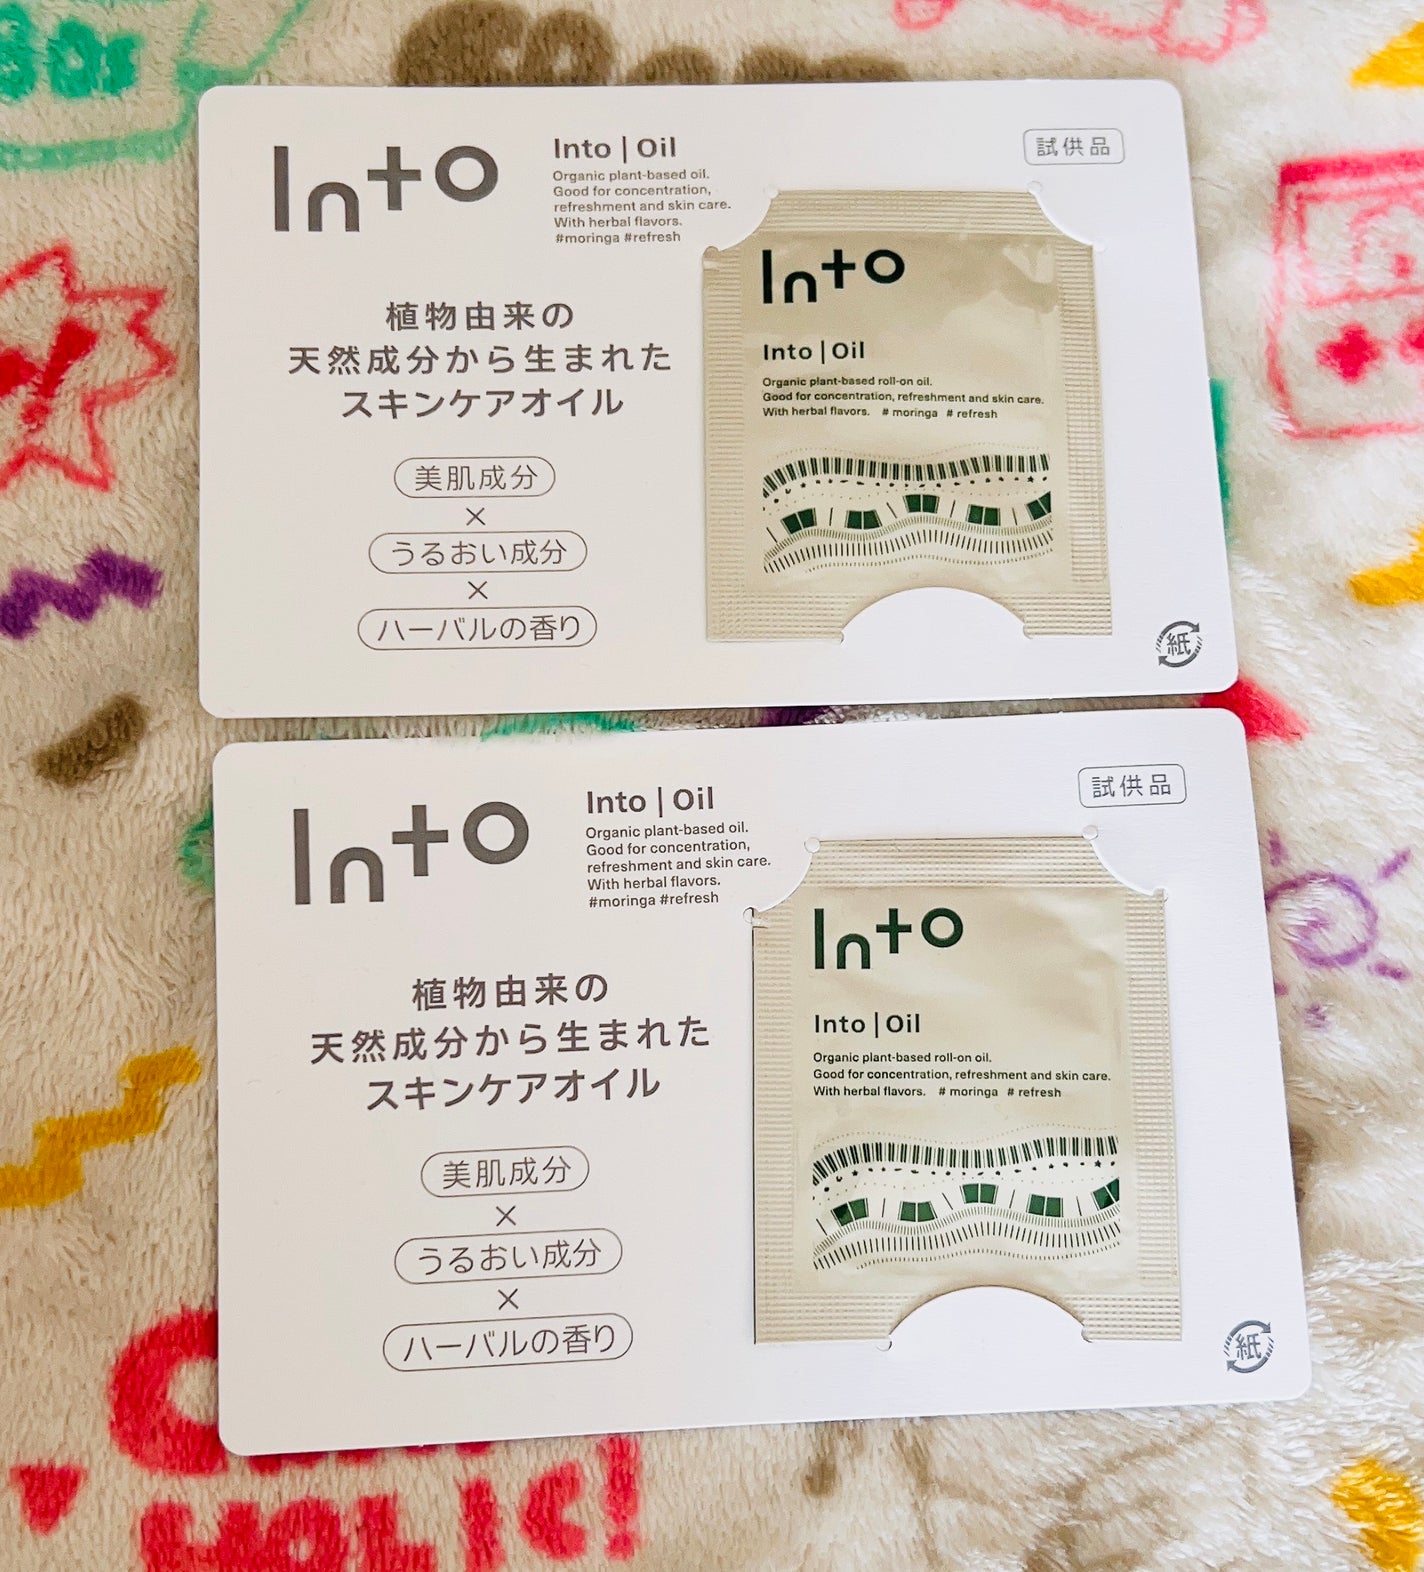 Into
Into | Oil
Organic plant-based oil.
Good for concentration,
refreshment and skin care.
With herbal flavors.
#moringa #refresh
試供品
植物由来の
天然成分から生まれた
スキンケアオイル
美肌成分
×
うるおい成分
×
ハーバルの香り
Into
Into | Oil
Organic plant-based roll-on oil.
Good for concentration, refreshment and skin care.
With herbal flavors. # moringa # refresh
紙
Into
Into | Oil
Organic plant-based oil.
Good for concentration,
refreshment and skin care.
With herbal flavors.
#moringa #refresh
試供品
植物由来の
天然成分から生まれた
スキンケアオイル
美肌成分
×
うるおい成分
×
ハーバルの香り
Into
Into | Oil
Organic plant-based roll-on oil.
Good for concentration, refreshment and skin care.
With herbal flavors. # moringa # refresh
紙